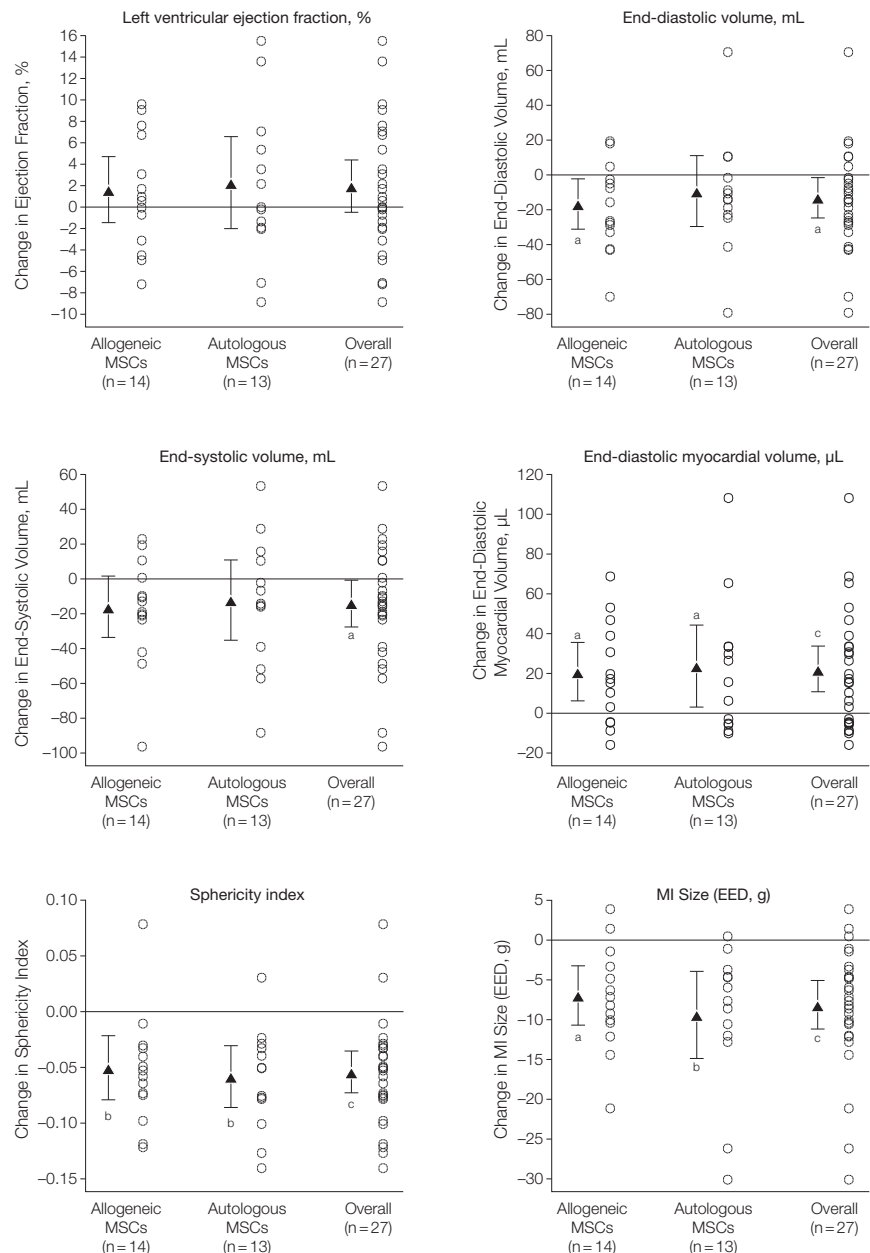 Left ventricular ejection fraction, %
Change in Ejection Fraction, %
16
14
12
10
8
6
4
2
0
–2
–4
–6
–8
–10
Allogeneic
MSCs
(n=14)
Autologous
MSCs
(n=13)
Overall
(n=27)
End-diastolic volume, mL
Change in End-Diastolic Volume, mL
80
60
40
20
0
–20
–40
–60
–80
a
a
Allogeneic
MSCs
(n=14)
Autologous
MSCs
(n=13)
Overall
(n=27)
End-systolic volume, mL
Change in End-Systolic Volume, mL
60
40
20
0
–20
–40
–60
–80
–100
a
Allogeneic
MSCs
(n=14)
Autologous
MSCs
(n=13)
Overall
(n=27)
End-diastolic myocardial volume, µL
Change in End-Diastolic
Myocardial Volume, µL
120
100
80
60
40
20
0
–20
a
a
c
Allogeneic
MSCs
(n=14)
Autologous
MSCs
(n=13)
Overall
(n=27)
Sphericity index
Change in Sphericity Index
0.10
0.05
0.00
–0.05
–0.10
–0.15
b
b
c
Allogeneic
MSCs
(n=14)
Autologous
MSCs
(n=13)
Overall
(n=27)
MI Size (EED, g)
Change in MI Size (EED, g)
5
0
–5
–10
–15
–20
–25
–30
a
b
c
Allogeneic
MSCs
(n=14)
Autologous
MSCs
(n=13)
Overall
(n=27)